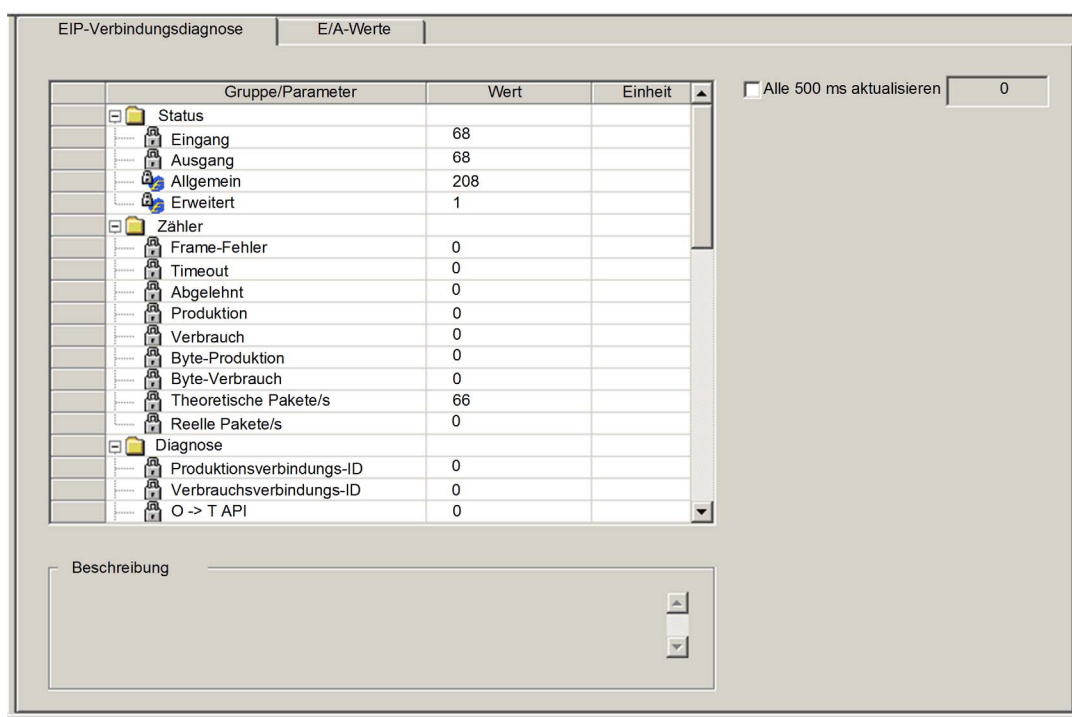 EIP-Verbindungsdiagnose E/A-Werte
Gruppe/Parameter Wert Einheit Alle 500 ms aktualisieren 0
Status
Eingang 68
Ausgang 68
Allgemein 208
Erweitert 1
Zähler
Frame-Fehler 0
Timeout 0
Abgelehnt 0
Produktion 0
Verbrauch 0
Byte-Produktion 0
Byte-Verbrauch 0
Theoretische Pakete/s 66
Reelle Pakete/s 0
Diagnose
Produktionsverbindungs-ID 0
Verbrauchsverbindungs-ID 0
O -> T API 0
Beschreibung